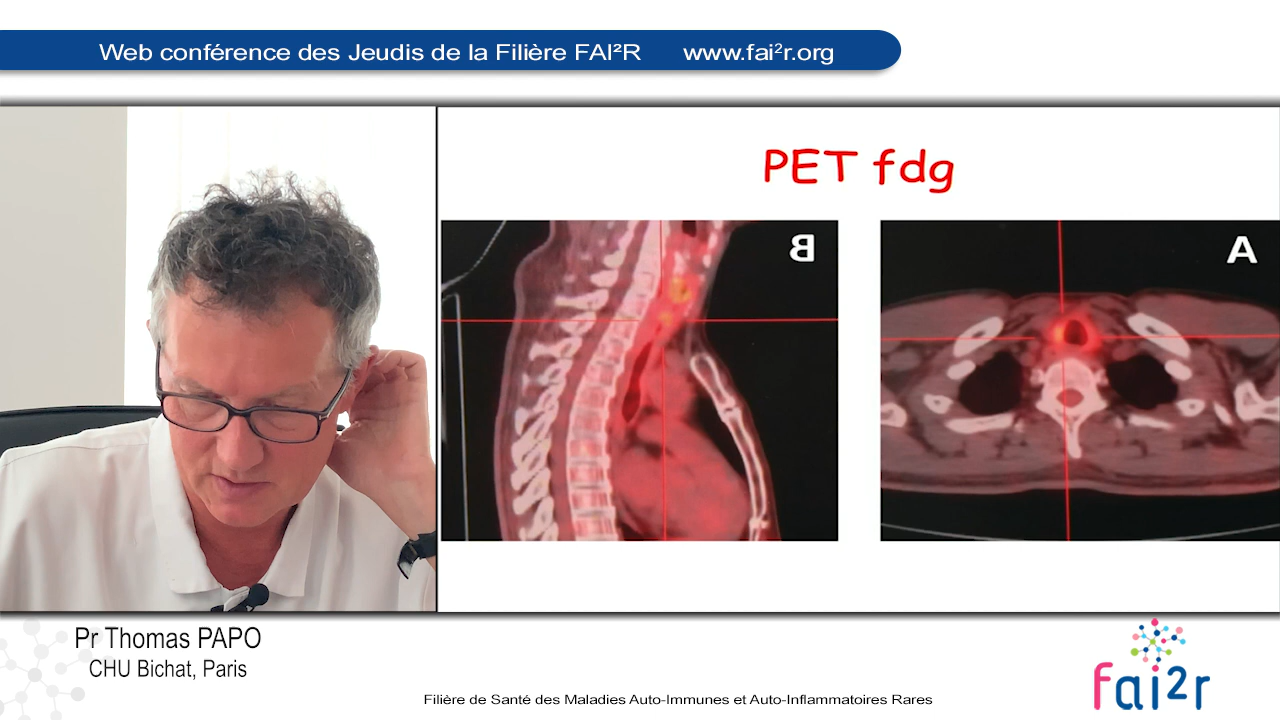 Web conférence des Jeudis de la Filière FAI²R www.fai²r.org
PET fdg
B
A
Pr Thomas PAPO
CHU Bichat, Paris
fai2r
Filière de Santé des Maladies Auto-Immunes et Auto-Inflammatoires Rares